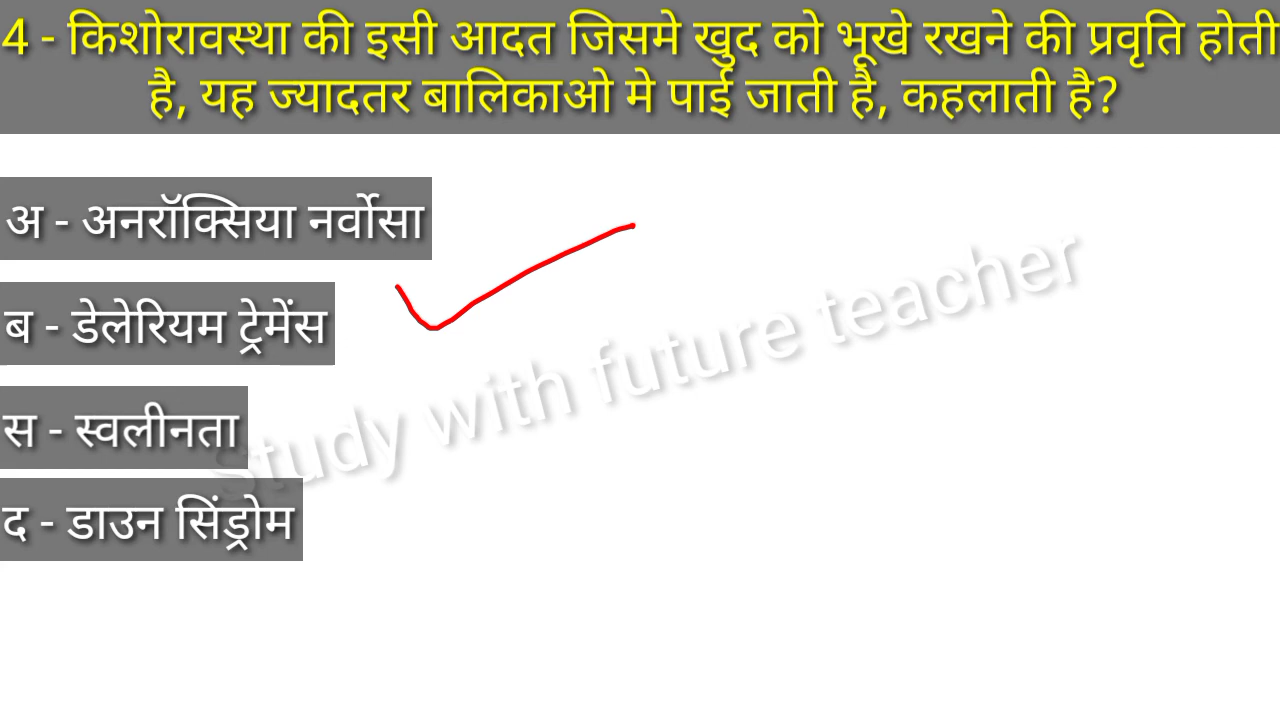 4 - किशोरावस्था की इसी आदत जिसमे खुद को भूखे रखने की प्रवृति होती
है, यह ज्यादतर बालिकाओ मे पाई जाती है, कहलाती है?
अ - अनरॉक्सिया नर्वोसा
ब - डेलेरियम ट्रेमेंस
स - स्वलीनता
द - डाउन सिंड्रोम
Study with future teacher